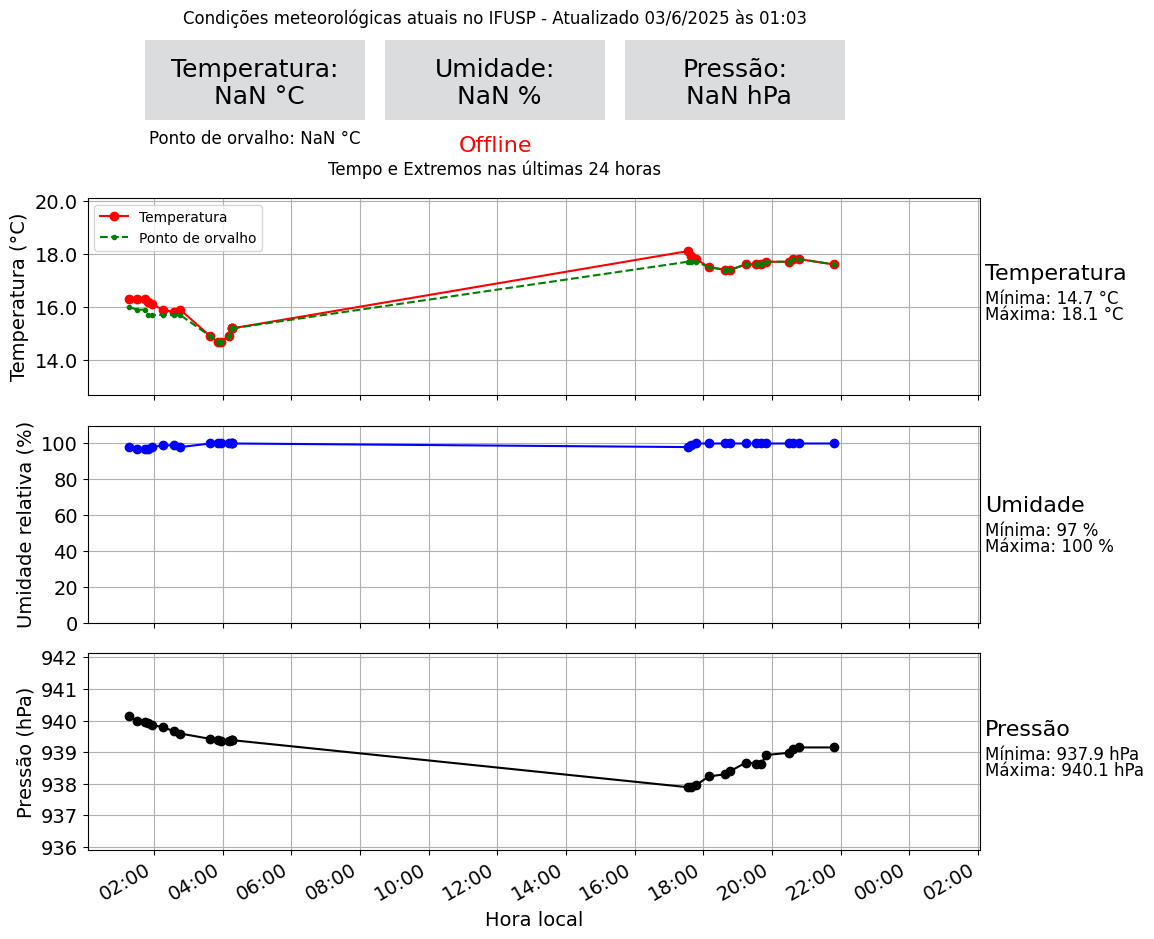 Condições meteorológicas atuais no IFUSP - Atualizado 03/6/2025 às 01:03
Temperatura:
NaN °C
Umidade:
NaN %
Pressão:
NaN hPa
Ponto de orvalho: NaN °C
Offline
Tempo e Extremos nas últimas 24 horas
Temperatura (°C)
20.0
18.0
16.0
14.0
Temperatura
Ponto de orvalho
Temperatura
Mínima: 14.7 °C
Máxima: 18.1 °C
Umidade relativa (%)
100
80
60
40
20
0
Umidade
Mínima: 97 %
Máxima: 100 %
Pressão (hPa)
942
941
940
939
938
937
936
Pressão
Mínima: 937.9 hPa
Máxima: 940.1 hPa
02:00 04:00 06:00 08:00 10:00 12:00 14:00 16:00 18:00 20:00 22:00 00:00 02:00
Hora local